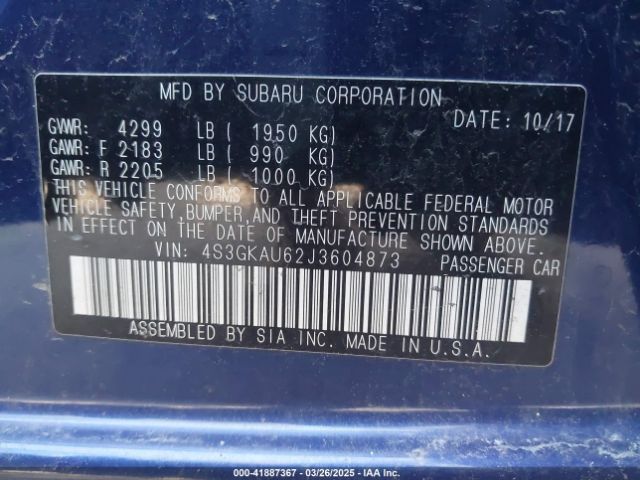 MFD BY SUBARU CORPORATION
DATE: 10/17
GVWR: 4299 LB ( 1950 KG)
GAWR: F 2183 LB ( 990 KG)
GAWR: R 2205 LB ( 1000 KG)
THIS VEHICLE CONFORMS TO ALL APPLICABLE FEDERAL MOTOR
VEHICLE SAFETY, BUMPER, AND THEFT PREVENTION STANDARDS
IN EFFECT ON THE DATE OF MANUFACTURE SHOWN ABOVE.
VIN: 4S3GKAU62J3604873 PASSENGER CAR
ASSEMBLED BY SIA INC. MADE IN U.S.A.
000-41887367 - 03/26/2025 - IAA Inc.